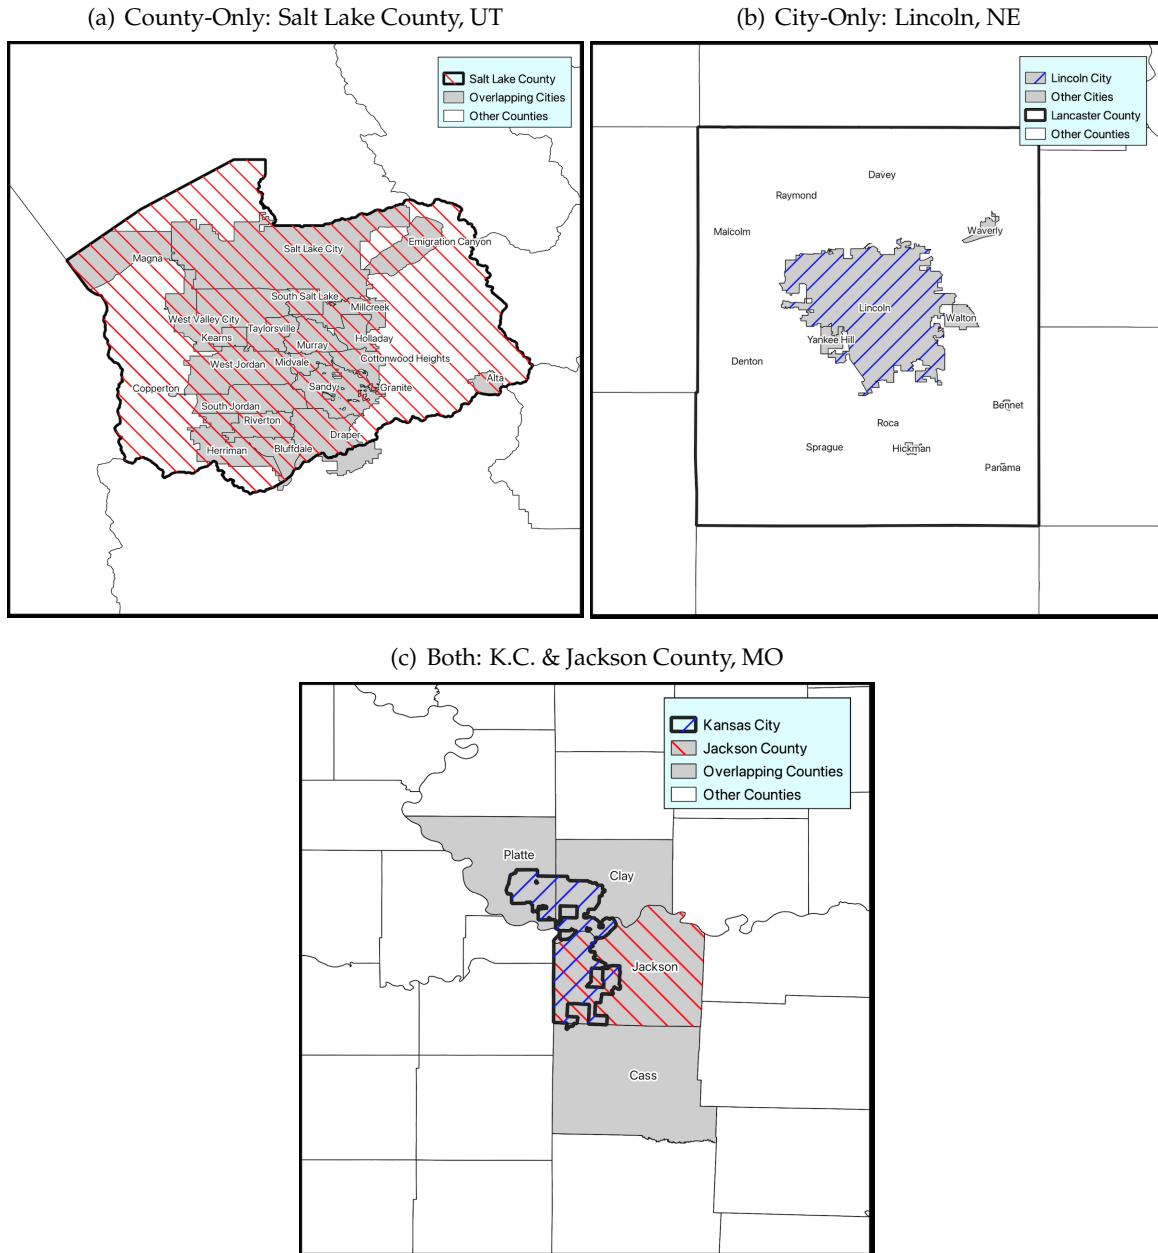 (a) County-Only: Salt Lake County, UT
Salt Lake County
Overlapping Cities
Other Counties
Magna
Salt Lake City
Emigration Canyon
South Salt Lake
Millcreek
West Valley City
Taylorsville
Kearns
Murray
Holladay
West Jordan
Midvale
Cottonwood Heights
Copperton
Sandy
Granite
Alta
South Jordan
Riverton
Draper
Herriman
Bluffdale
(b) City-Only: Lincoln, NE
Lincoln City
Other Cities
Lancaster County
Other Counties
Davey
Raymond
Malcolm
Waverly
Lincoln
Walton
Yankee Hill
Denton
Bennet
Roca
Sprague
Hickman
Panama
(c) Both: K.C. & Jackson County, MO
Kansas City
Jackson County
Overlapping Counties
Other Counties
Platte
Clay
Jackson
Cass